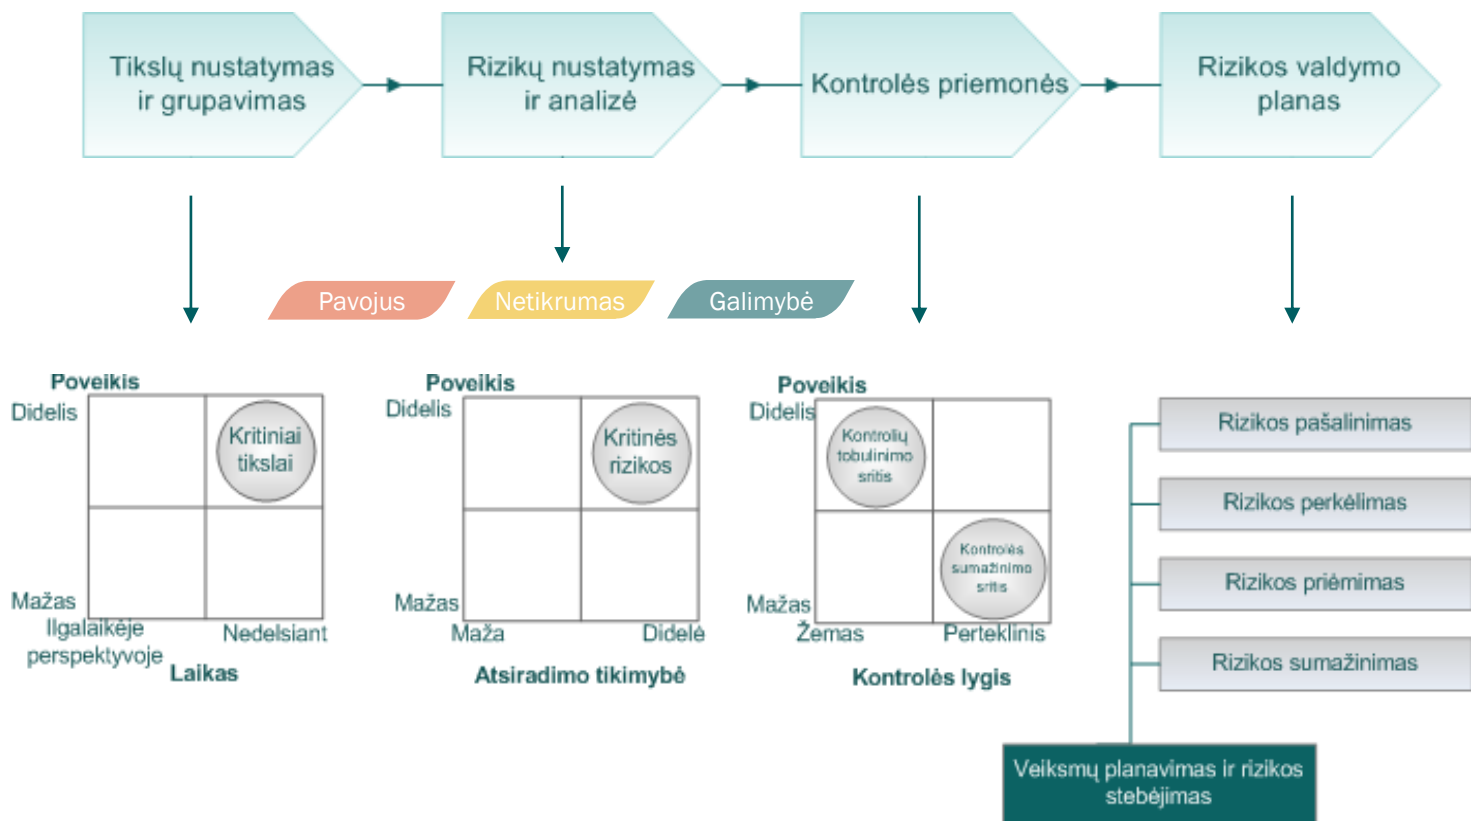 Tikslų nustatymas
ir grupavimas
Rizikų nustatymas
ir analizė
Kontrolės priemonės
Rizikos valdymo
planas
Pavojus
Netikrumas
Galimybė
Poveikis
Didelis
Kritiniai
tikslai
Mažas
Ilgalaikėje
perspektyvoje
Nedelsiant
Laikas
Poveikis
Didelis
Kritinės
rizikos
Mažas
Maža
Didelė
Atsiradimo tikimybė
Poveikis
Didelis
Kontrolių
tobulinimo
sritis
Kontrolės
sumažinimo
sritis
Mažas
Žemas
Perteklinis
Kontrolės lygis
Rizikos pašalinimas
Rizikos perkėlimas
Rizikos priėmimas
Rizikos sumažinimas
Veiksmų planavimas ir rizikos
stebėjimas